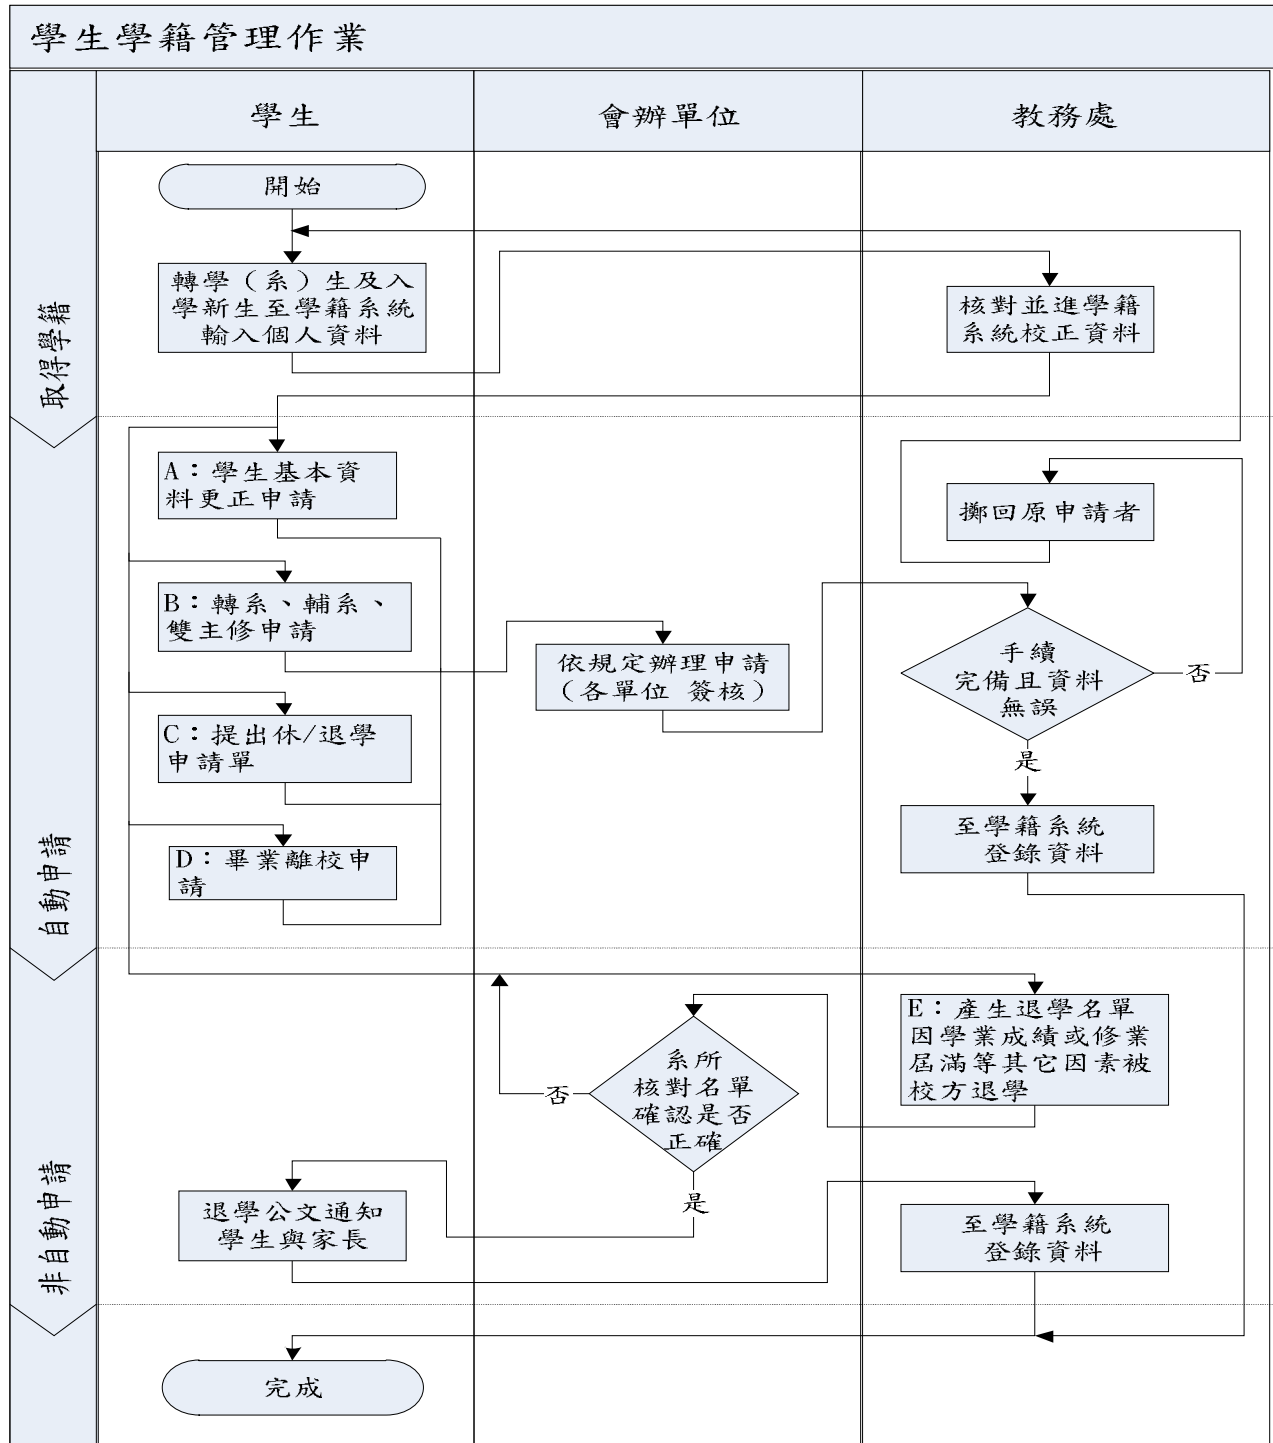 學生學籍管理作業
學生
會辦單位
教務處
取得學籍
開始
轉學（系）生及入
學新生至學籍系統
輸入個人資料
核對並進學籍
系統校正資料
自動申請
A：學生基本資
料更正申請
擲回原申請者
B：轉系、輔系、
雙主修申請
依規定辦理申請
（各單位 簽核）
手續
完備且資料
無誤
否
是
C：提出休/退學
申請單
至學籍系統
登錄資料
D：畢業離校申
請
非自動申請
E：產生退學名單
因學業成績或修業
屆滿等其它因素被
校方退學
系所
核對名單
確認是否
正確
否
是
退學公文通知
學生與家長
至學籍系統
登錄資料
完成